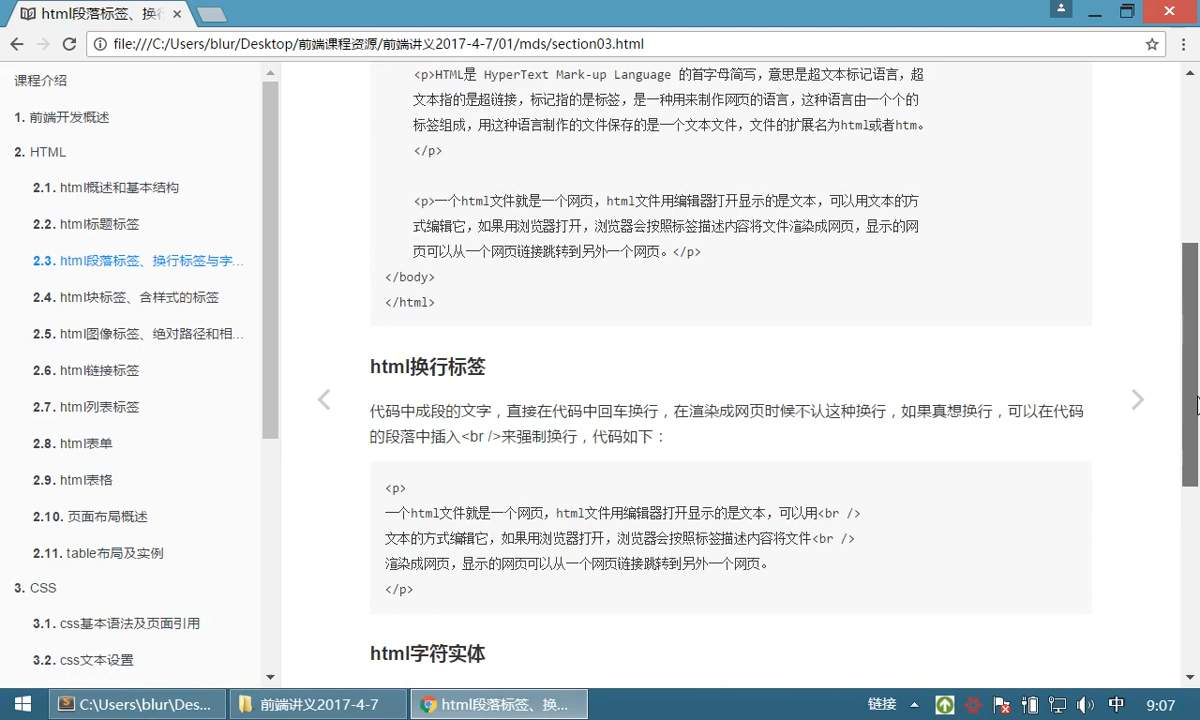 html段落标签、换行
file:///C:/Users/blur/Desktop/前端课程资源/前端讲义2017-4-7/01/mds/section03.html
课程介绍
1. 前端开发概述
2. HTML
2.1. html概述和基本结构
2.2. html标题标签
2.3. html段落标签、换行标签与字...
2.4. html块标签、含样式的标签
2.5. html图像标签、绝对路径和相...
2.6. html链接标签
2.7. html列表标签
2.8. html表单
2.9. html表格
2.10. 页面布局概述
2.11. table布局及实例
3. CSS
3.1. css基本语法及页面引用
3.2. css文本设置
<p>HTML是 HyperText Mark-up Language 的首字母简写，意思是超文本标记语言，超
文本指的是超链接，标记指的是标签，是一种用来制作网页的语言，这种语言由一个个的
标签组成，用这种语言制作的文件保存的是一个文本文件，文件的扩展名为html或者htm。
</p>
<p>一个html文件就是一个网页，html文件用编辑器打开显示的是文本，可以用文本的方
式编辑它，如果用浏览器打开，浏览器会按照标签描述内容将文件渲染成网页，显示的网
页可以从一个网页链接跳转到另外一个网页。</p>
</body>
</html>
html换行标签
代码中成段的文字，直接在代码中回车换行，在渲染成网页时候不认这种换行，如果真想换行，可以在代码
的段落中插入<br />来强制换行，代码如下：
<p>
一个html文件就是一个网页，html文件用编辑器打开显示的是文本，可以用<br />
文本的方式编辑它，如果用浏览器打开，浏览器会按照标签描述内容将文件<br />
渲染成网页，显示的网页可以从一个网页链接跳转到另外一个网页。
</p>
html字符实体
C:\Users\blur\Des...
前端讲义2017-4-7
html段落标签、换...
链接
中
9:07